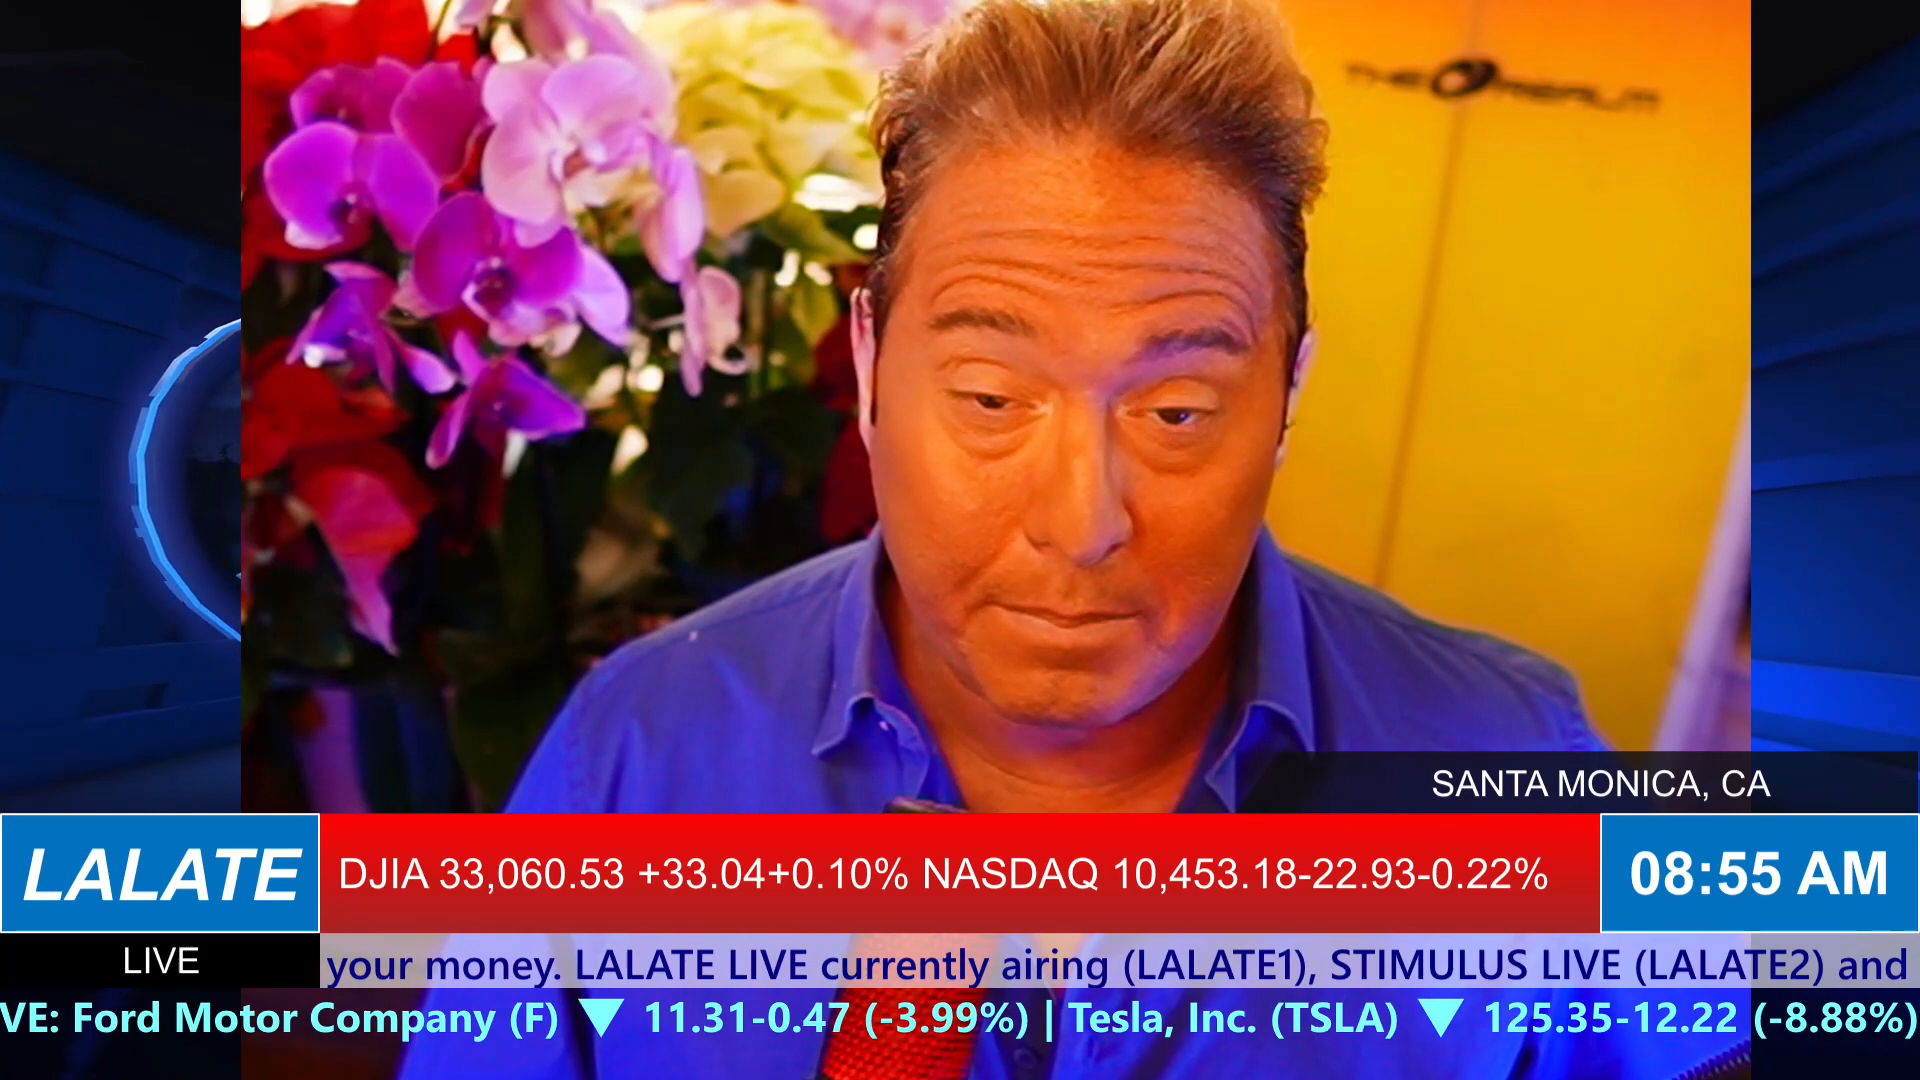 SANTA MONICA, CA
LALATE
DJIA 33,060.53 +33.04+0.10% NASDAQ 10,453.18-22.93-0.22%
08:55 AM
LIVE
your money. LALATE LIVE currently airing (LALATE1), STIMULUS LIVE (LALATE2) and
VE: Ford Motor Company (F) ▼ 11.31-0.47 (-3.99%) | Tesla, Inc. (TSLA) ▼ 125.35-12.22 (-8.88%)